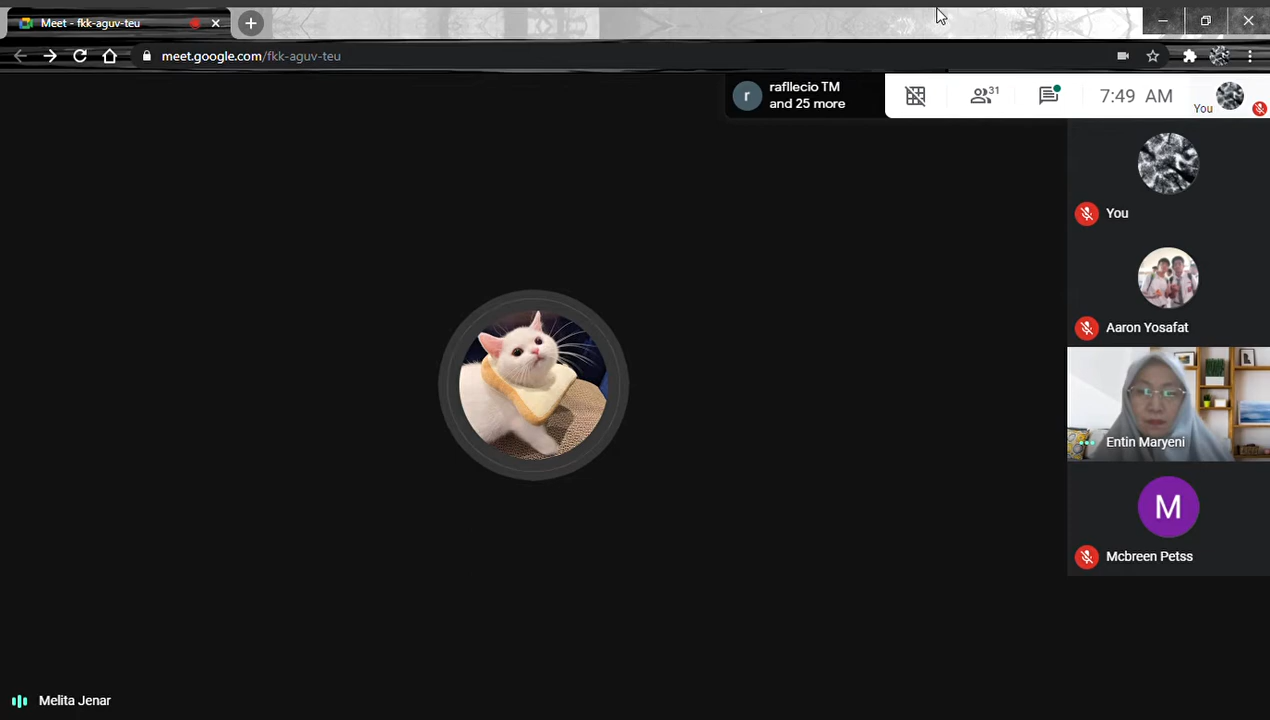 Meet - fkk-aguv-teu
meet.google.com/fkk-aguv-teu
r
rafllecio TM
and 25 more
31
7:49 AM
You
You
Aaron Yosafat
Entin Maryeni
M
Mcbreen Petss
Melita Jenar